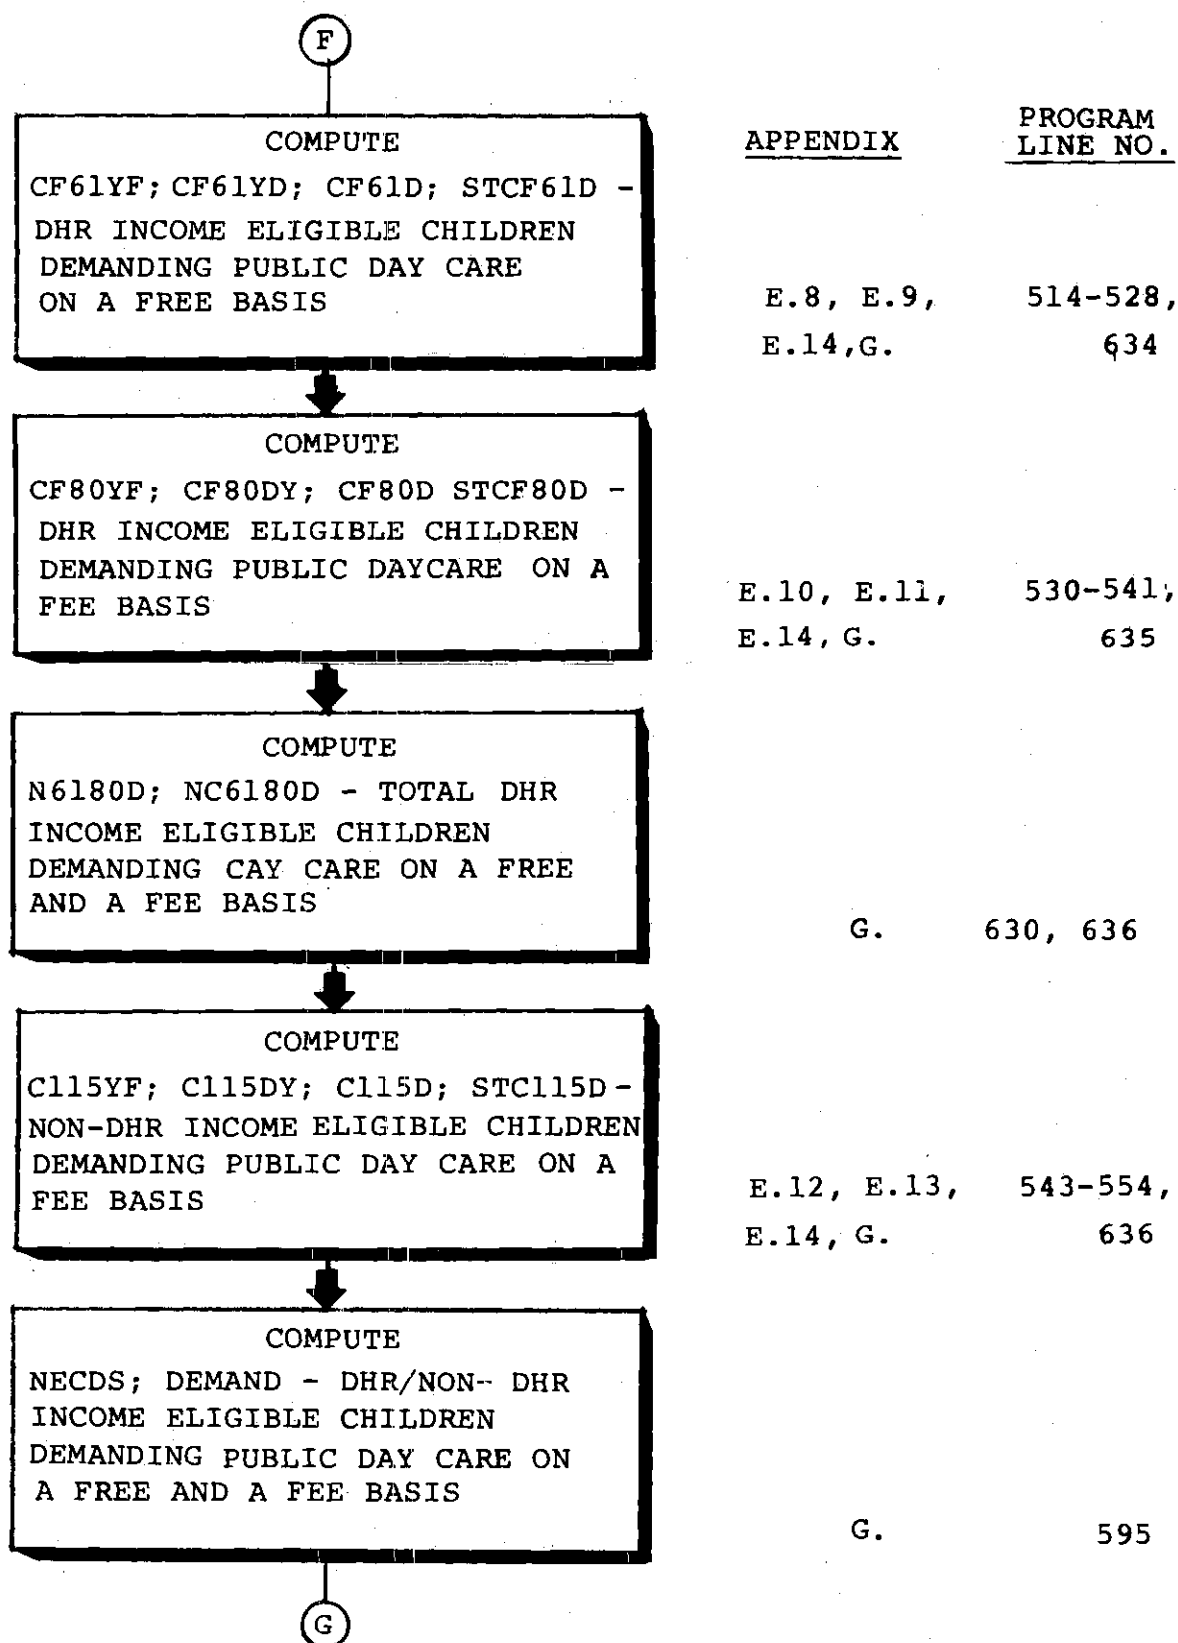 F
APPENDIX
PROGRAM
LINE NO.
COMPUTE
CF61YF; CF61YD; CF61D; STCF61D -
DHR INCOME ELIGIBLE CHILDREN
DEMANDING PUBLIC DAY CARE
ON A FREE BASIS
E.8, E.9, 514-528,
E.14, G. 634
COMPUTE
CF80YF; CF80DY; CF80D STCF80D -
DHR INCOME ELIGIBLE CHILDREN
DEMANDING PUBLIC DAYCARE ON A
FEE BASIS
E.10, E.11, 530-541,
E.14, G. 635
COMPUTE
N6180D; NC6180D - TOTAL DHR
INCOME ELIGIBLE CHILDREN
DEMANDING CAY CARE ON A FREE
AND A FEE BASIS
G. 630, 636
COMPUTE
C115YF; C115DY; C115D; STC115D -
NON-DHR INCOME ELIGIBLE CHILDREN
DEMANDING PUBLIC DAY CARE ON A
FEE BASIS
E.12, E.13, 543-554,
E.14, G. 636
COMPUTE
NECDS; DEMAND - DHR/NON-- DHR
INCOME ELIGIBLE CHILDREN
DEMANDING PUBLIC DAY CARE ON
A FREE AND A FEE BASIS
G. 595
G